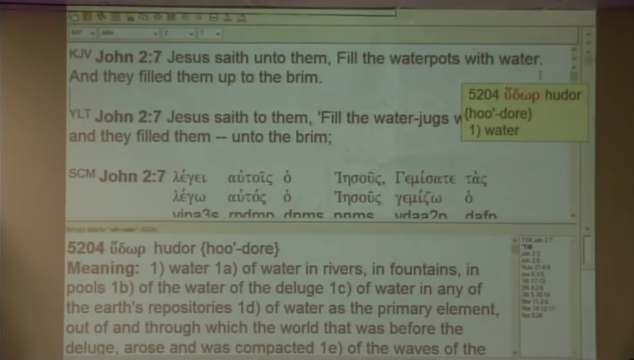 KJV John 2:7 Jesus saith unto them, Fill the waterpots with water.
And they filled them up to the brim.
YLT John 2:7 Jesus saith to them, 'Fill the water-jugs w
and they filled them -- unto the brim;
5204 ὕδωρ hudor
{hoo'-dore}
1) water
SCM John 2:7 λέγει αὐτοῖς ὁ Ἰησοῦς, Γεμίσατε τὰς
λέγω αὐτός ὁ Ἰησοῦς γεμίζω ὁ
vipa3s rpdmp dnms nnms vdaa2p dafp
5204 ὕδωρ hudor {hoo'-dore}
Meaning: 1) water 1a) of water in rivers, in fountains, in
pools 1b) of the water of the deluge 1c) of water in any of
the earth's repositories 1d) of water as the primary element,
out of and through which the world that was before the
deluge, arose and was compacted 1e) of the waves of the